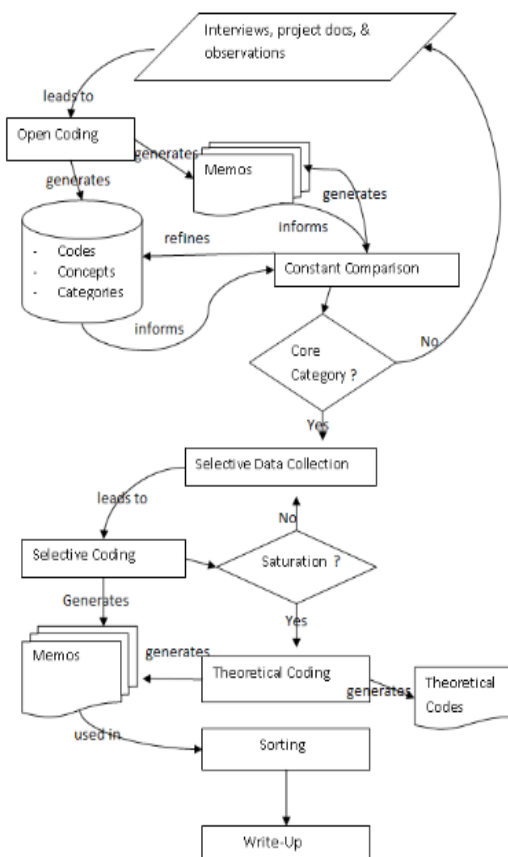 Interviews, project docs, &
observations
leads to
Open Coding
generates
generates
Memos
generates
informs
refines
- Codes
- Concepts
- Categories
Constant Comparison
informs
Core
Category ?
No
Yes
Selective Data Collection
leads to
No
Selective Coding
Saturation ?
Generates
Yes
Memos
generates
Theoretical Coding
generates
Theoretical
Codes
used in
Sorting
Write-Up